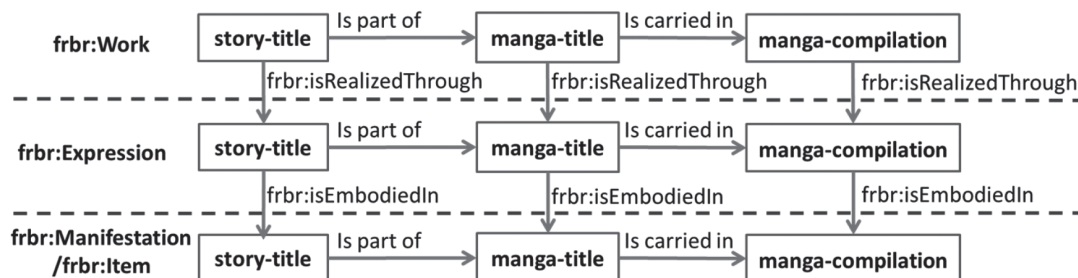 Is part of
Is carried in
frbr:Work
story-title
manga-title
manga-compilation
frbr:isRealizedThrough
frbr:isRealizedThrough
frbr:isRealizedThrough
Is part of
Is carried in
frbr:Expression
story-title
manga-title
manga-compilation
frbr:isEmbodiedIn
frbr:isEmbodiedIn
frbr:isEmbodiedIn
frbr:Manifestation
/frbr:Item
Is part of
Is carried in
story-title
manga-title
manga-compilation